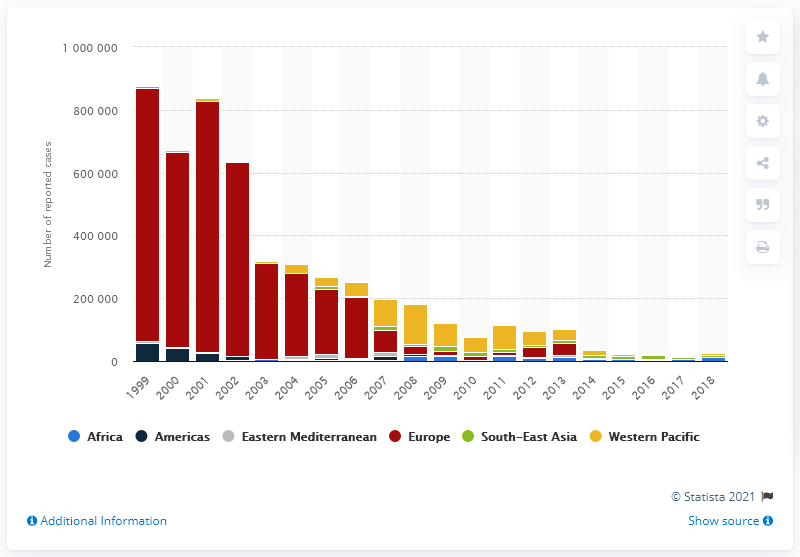 1 000 000
800 000
600 000
400 000
200 000
0
Number of reported cases
1999 2000 2001 2002 2003 2004 2005 2006 2007 2008 2009 2010 2011 2012 2013 2014 2015 2016 2017 2018
Africa Americas Eastern Mediterranean Europe South-East Asia Western Pacific
© Statista 2021
Additional Information Show source